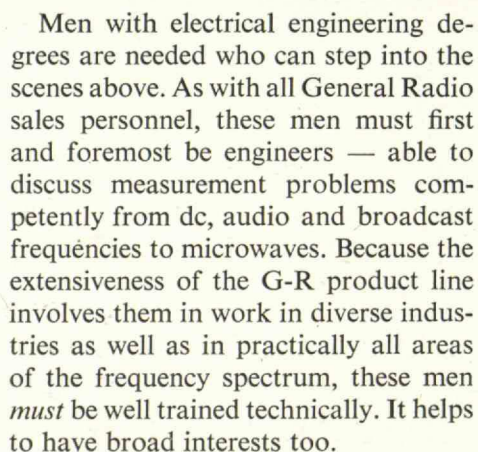 Men with electrical engineering de-
grees are needed who can step into the
scenes above. As with all General Radio
sales personnel, these men must first
and foremost be engineers — able to
discuss measurement problems com-
petently from dc, audio and broadcast
frequencies to microwaves. Because the
extensiveness of the G-R product line
involves them in work in diverse indus-
tries as well as in practically all areas
of the frequency spectrum, these men
must be well trained technically. It helps
to have broad interests too.